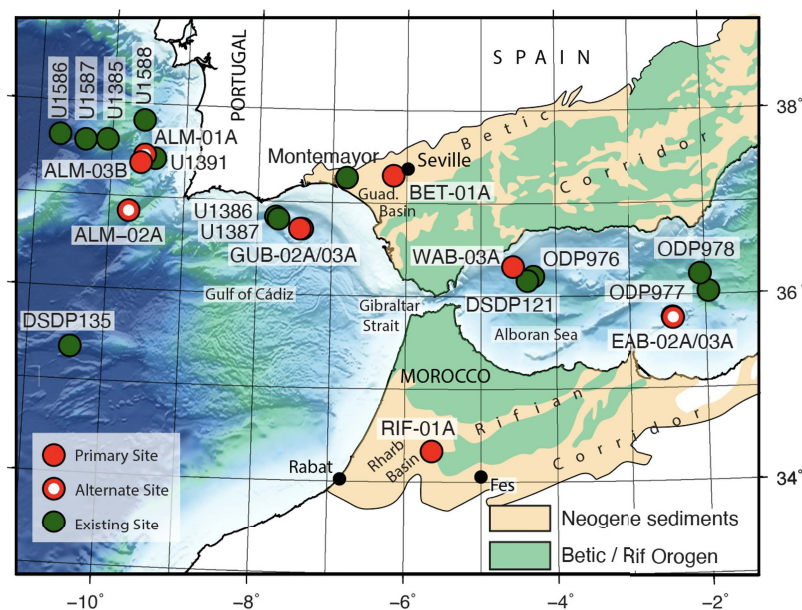 SPAIN
PORTUGAL
U1586
U1587
U1385
U1588
38°
ALM-01A
U1391
ALM-03B
Betic
Corridor
Montemayor
Seville
Guad.
Basin
BET-01A
ALM–02A
U1386
U1387
GUB-02A/03A
WAB-03A
ODP976
DSDP121
ODP978
ODP977
36°
EAB-02A/03A
Gulf of Cádiz
Gibraltar
Strait
Alboran Sea
DSDP135
MOROCCO
RIF-01A
Rifian
Corridor
Rharb
Basin
Rabat
Fes
34°
Primary Site
Alternate Site
Existing Site
Neogene sediments
Betic / Rif Orogen
−10°
−8°
−6°
−4°
−2°